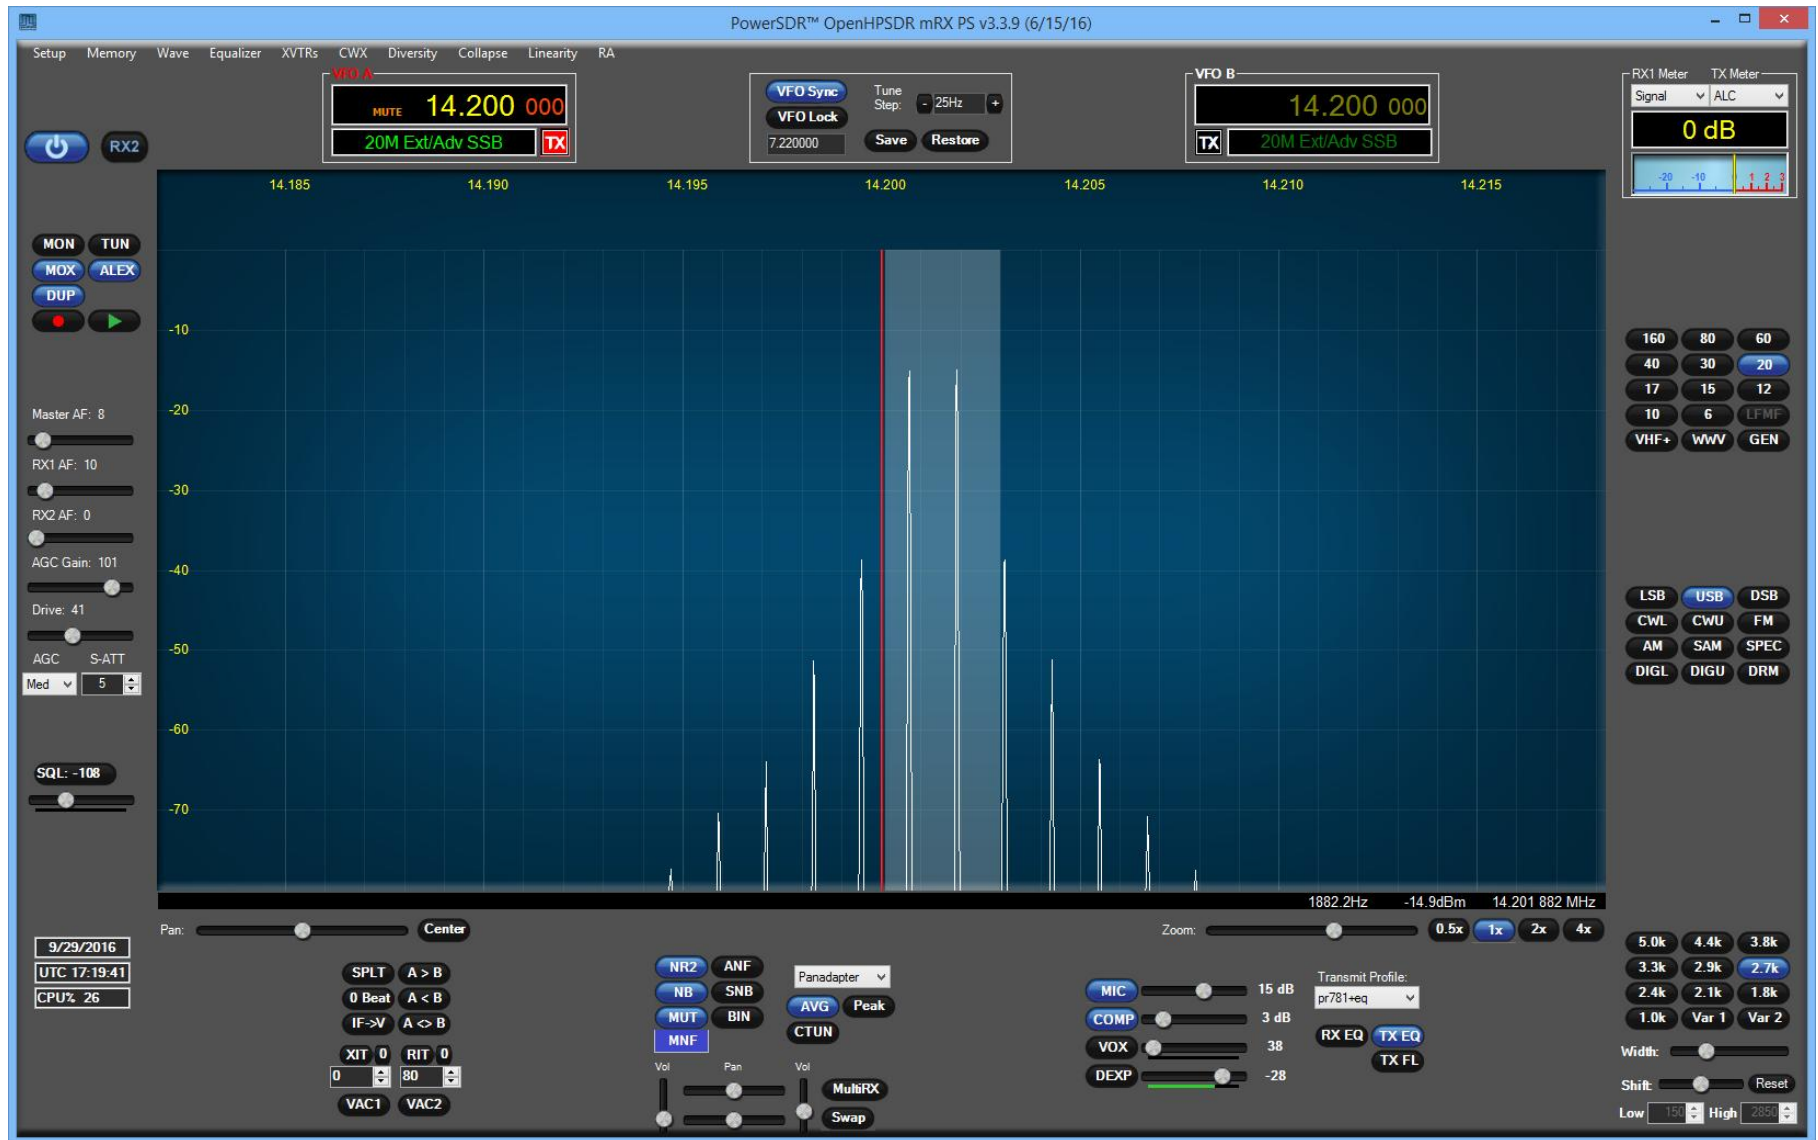 PowerSDR™ OpenHPSDR mRX PS v3.3.9 (6/15/16)
Setup Memory Wave Equalizer XVTRs CWX Diversity Collapse Linearity RA
VFO A
MUTE 14.200 000
20M Ext/Adv SSB TX
VFO Sync
VFO Lock
7.220000
Tune Step: - 25Hz +
Save Restore
VFO B
14.200 000
TX 20M Ext/Adv SSB
RX1 Meter TX Meter
Signal ALC
0 dB
-20 -10 1 2 3
RX2
MON TUN
MOX ALEX
DUP
Master AF: 8
RX1 AF: 10
RX2 AF: 0
AGC Gain: 101
Drive: 41
AGC S-ATT
Med 5
SQL: -108
9/29/2016
UTC 17:19:41
CPU% 26
14.185 14.190 14.195 14.200 14.205 14.210 14.215
-10
-20
-30
-40
-50
-60
-70
1882.2Hz -14.9dBm 14.201 882 MHz
160 80 60
40 30 20
17 15 12
10 6 LFMF
VHF+ WWV GEN
LSB USB DSB
CWL CWU FM
AM SAM SPEC
DIGL DIGU DRM
Pan: Center
Zoom: 0.5x 1x 2x 4x
SPLT A > B
0 Beat A < B
IF->V A <> B
XIT 0 RIT 0
0 80
VAC1 VAC2
NR2 ANF
NB SNB
MUT BIN
MNF
Panadapter
AVG Peak
CTUN
Vol Pan Vol
MultiRX
Swap
MIC 15 dB
COMP 3 dB
VOX 38
DEXP -28
Transmit Profile:
pr781+eq
RX EQ TX EQ
TX FL
5.0k 4.4k 3.8k
3.3k 2.9k 2.7k
2.4k 2.1k 1.8k
1.0k Var 1 Var 2
Width:
Shift: Reset
Low 150 High 2850